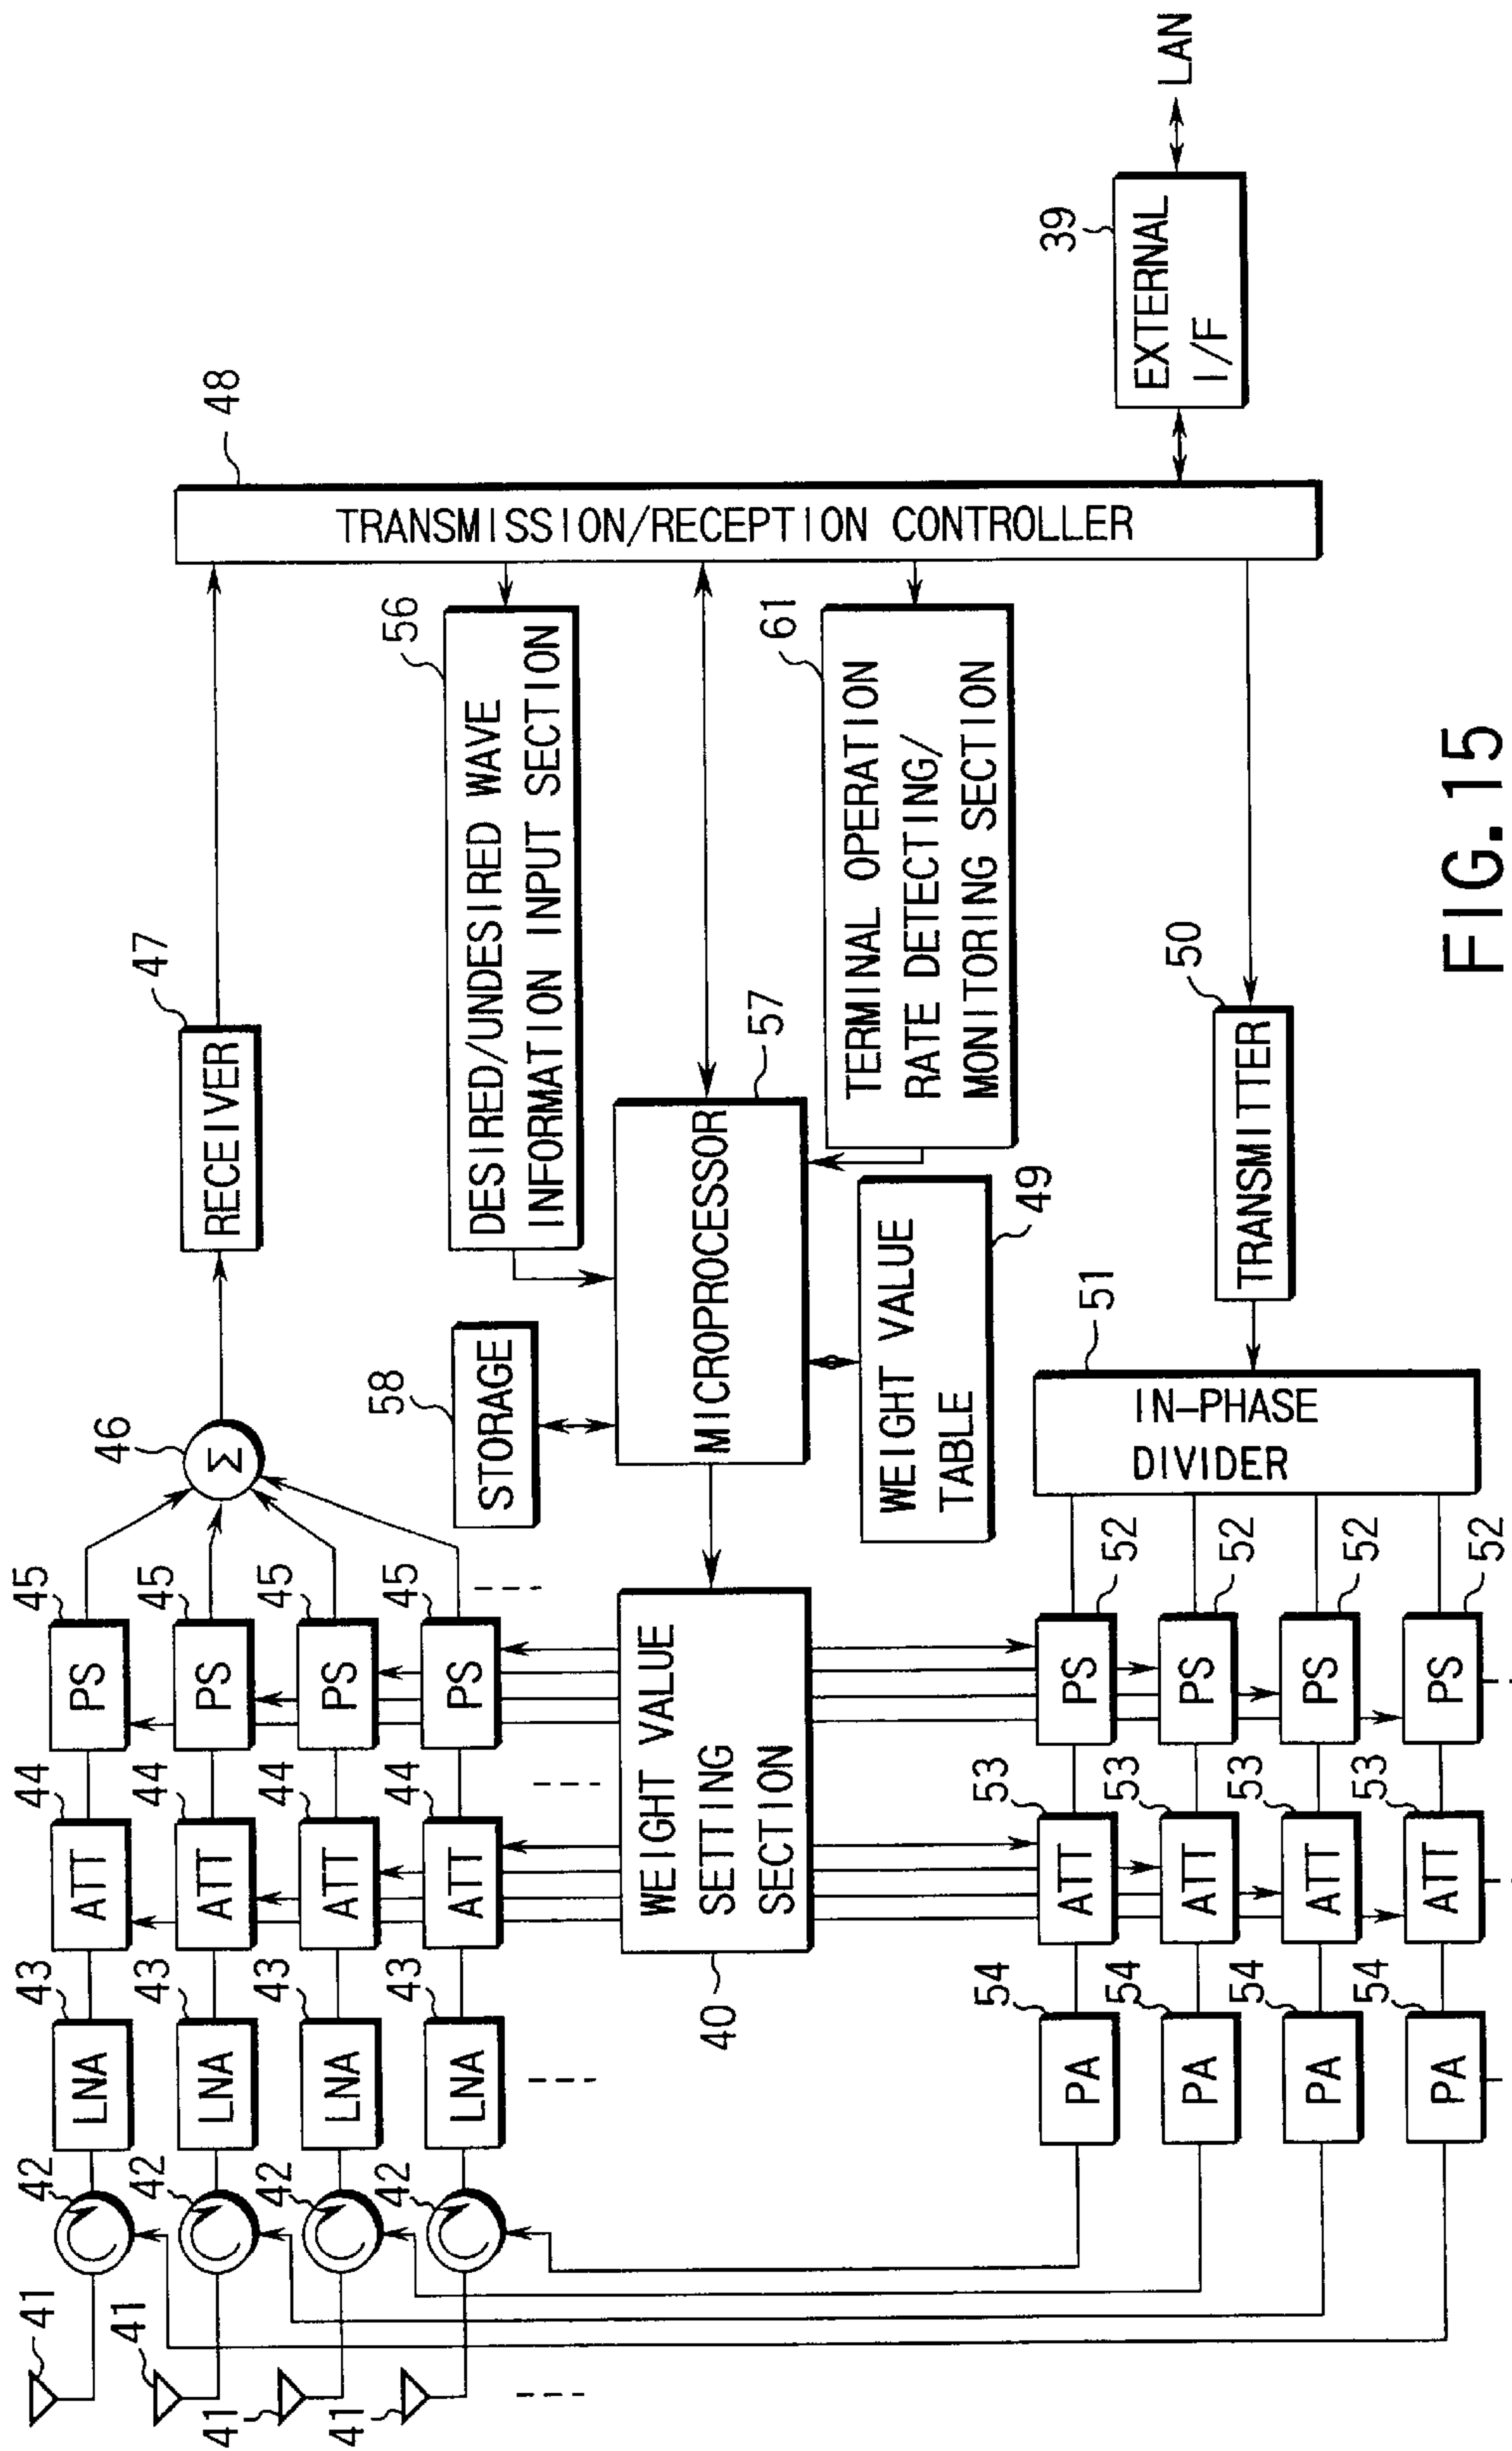 41
41
41
41
42
42
42
42
43
43
43
43
LNA
LNA
LNA
LNA
44
44
44
44
ATT
ATT
ATT
ATT
45
45
45
45
PS
PS
PS
PS
46
Σ
47
RECEIVER
48
TRANSMISSION/RECEPTION CONTROLLER
56
DESIRED/UNDESIRED WAVE
INFORMATION INPUT SECTION
58
STORAGE
57
MICROPROCESSOR
61
TERMINAL OPERATION
RATE DETECTING/
MONITORING SECTION
39
EXTERNAL
I/F
LAN
40
WEIGHT VALUE
SETTING
SECTION
WEIGHT VALUE
TABLE
49
50
TRANSMITTER
51
IN-PHASE
DIVIDER
52
52
52
52
PS
PS
PS
PS
53
53
53
53
ATT
ATT
ATT
ATT
54
54
54
54
PA
PA
PA
PA
FIG.15